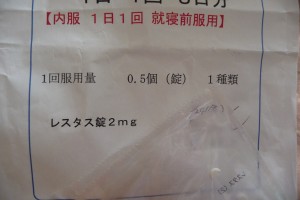 【内服 1日1回 就寝前服用】
1回服用量 0.5個(錠) 1種類
レスタス錠2mg